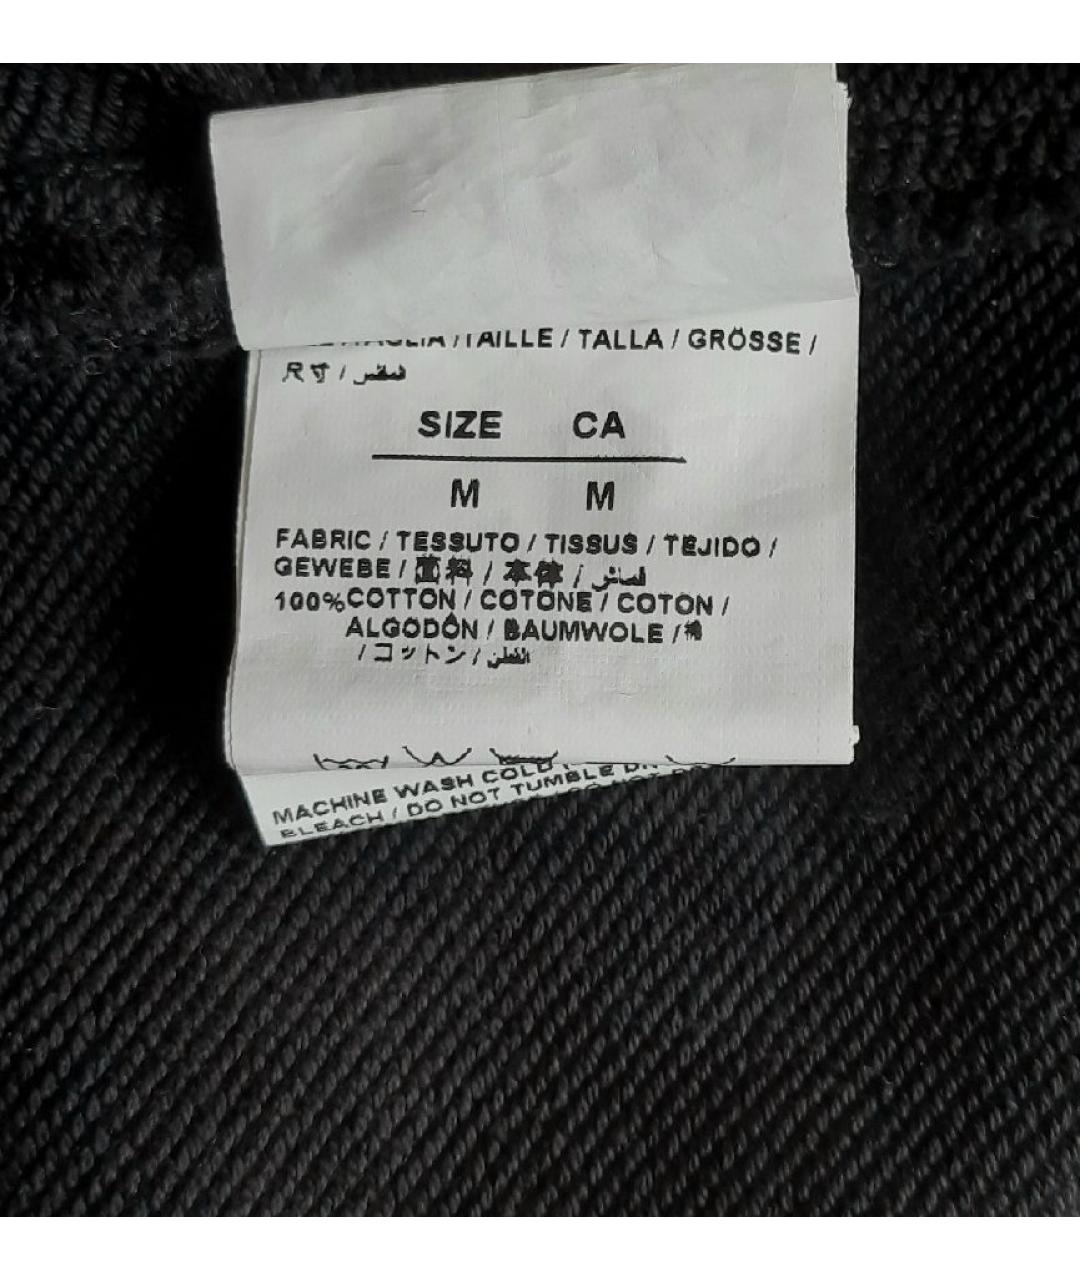 / TAILLE / TALLA / GRÖSSE /
尺寸 / المقاس
SIZE CA
M M
FABRIC / TESSUTO / TISSUS / TEJIDO /
GEWEBE / 面料 / 本体 / قماش
100%COTTON / COTONE / COTON /
ALGODÓN / BAUMWOLE / 棉
/ コットン / القطن
MACHINE WASH COLD
BLEACH / DO NOT TUMBLE